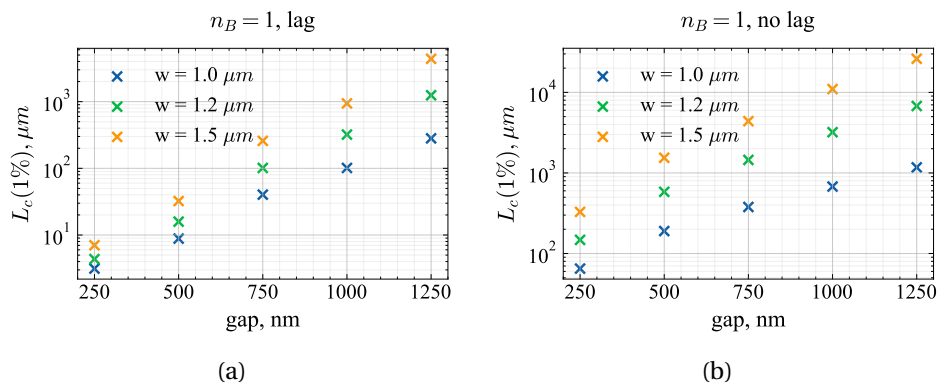 n_B = 1, lag
10^3
10^2
10^1
L_c(1%), μm
w = 1.0 μm
w = 1.2 μm
w = 1.5 μm
250 500 750 1000 1250
gap, nm
(a)
n_B = 1, no lag
10^4
10^3
10^2
L_c(1%), μm
w = 1.0 μm
w = 1.2 μm
w = 1.5 μm
250 500 750 1000 1250
gap, nm
(b)